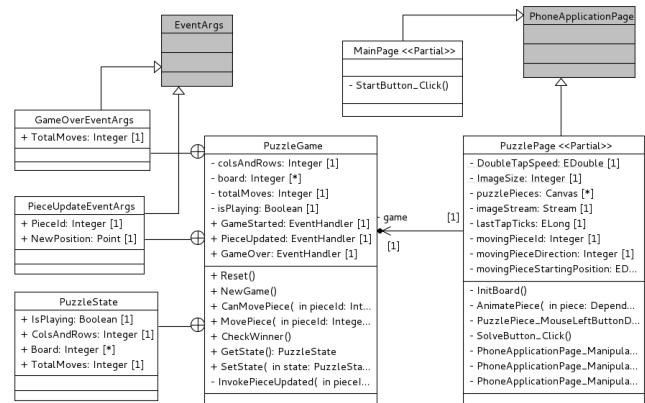 EventArgs
PhoneApplicationPage
MainPage <<Partial>>
- StartButton_Click()
GameOverEventArgs
+ TotalMoves: Integer [1]
PieceUpdateEventArgs
+ PieceId: Integer [1]
+ NewPosition: Point [1]
PuzzleState
+ IsPlaying: Boolean [1]
+ ColsAndRows: Integer [1]
+ Board: Integer [*]
+ TotalMoves: Integer [1]
PuzzleGame
- colsAndRows: Integer [1]
- board: Integer [*]
- totalMoves: Integer [1]
- isPlaying: Boolean [1]
+ GameStarted: EventHandler [1]
+ PieceUpdated: EventHandler [1]
+ GameOver: EventHandler [1]
+ Reset()
+ NewGame()
+ CanMovePiece( in pieceId: Int...
+ MovePiece( in pieceId: Intege...
+ CheckWinner()
+ GetState(): PuzzleState
+ SetState( in state: PuzzleSta...
- InvokePieceUpdated( in pieceI...
- game
[1]
[1]
PuzzlePage <<Partial>>
- DoubleTapSpeed: EDouble [1]
- ImageSize: Integer [1]
- puzzlePieces: Canvas [*]
- imageStream: Stream [1]
- lastTapTicks: ELong [1]
- movingPieceId: Integer [1]
- movingPieceDirection: Integer [1]
- movingPieceStartingPosition: ED...
- InitBoard()
- AnimatePiece( in piece: Depend...
- PuzzlePiece_MouseLeftButtonD...
- SolveButton_Click()
- PhoneApplicationPage_Manipula...
- PhoneApplicationPage_Manipula...
- PhoneApplicationPage_Manipula...